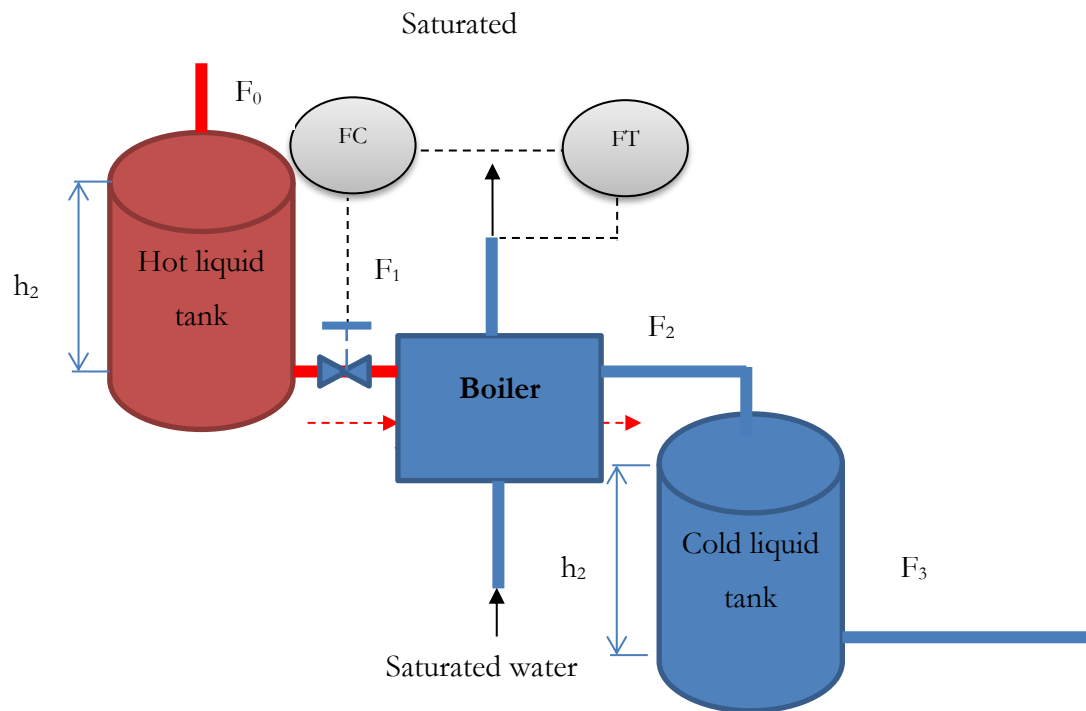 Saturated
F₀
FC
FT
Hot liquid
tank
h₂
F₁
F₂
Boiler
Cold liquid
tank
h₂
F₃
Saturated water